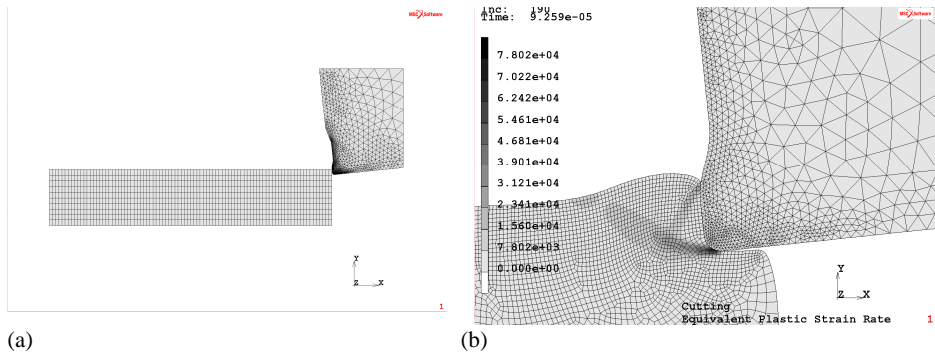 MSC Software
Y
Z X
1
(a)
Inc: 190
Time: 9.259e-05
MSC Software
7.802e+04
7.022e+04
6.242e+04
5.461e+04
4.681e+04
3.901e+04
3.121e+04
2.341e+04
1.560e+04
7.802e+03
0.000e+00
Y
Z X
Cutting
Equivalent Plastic Strain Rate 1
(b)